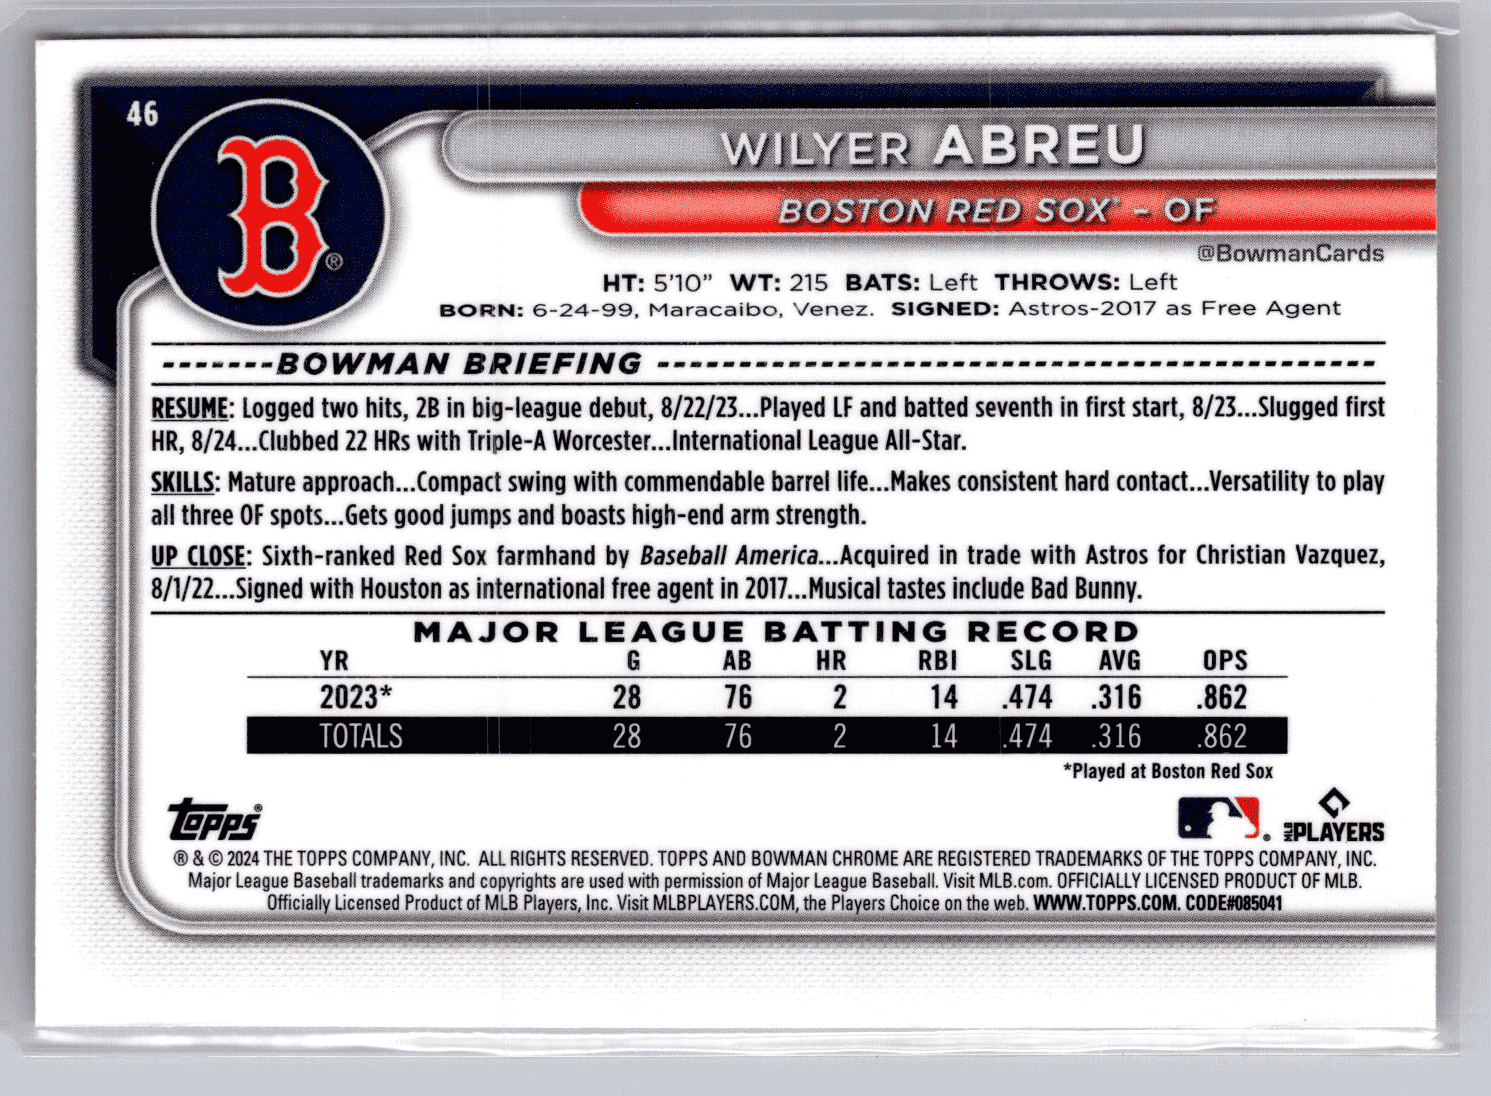 46
B®
WILYER ABREU
BOSTON RED SOX™ - OF
@BowmanCards
HT: 5'10" WT: 215 BATS: Left THROWS: Left
BORN: 6-24-99, Maracaibo, Venez. SIGNED: Astros-2017 as Free Agent
-------BOWMAN BRIEFING ----------------------------------------
RESUME: Logged two hits, 2B in big-league debut, 8/22/23...Played LF and batted seventh in first start, 8/23...Slugged first
HR, 8/24...Clubbed 22 HRs with Triple-A Worcester...International League All-Star.
SKILLS: Mature approach...Compact swing with commendable barrel life...Makes consistent hard contact...Versatility to play
all three OF spots...Gets good jumps and boasts high-end arm strength.
UP CLOSE: Sixth-ranked Red Sox farmhand by Baseball America...Acquired in trade with Astros for Christian Vazquez,
8/1/22...Signed with Houston as international free agent in 2017...Musical tastes include Bad Bunny.
MAJOR LEAGUE BATTING RECORD
YR G AB HR RBI SLG AVG OPS
2023* 28 76 2 14 .474 .316 .862
TOTALS 28 76 2 14 .474 .316 .862
*Played at Boston Red Sox
topps®
®
MLB PLAYERS
® & © 2024 THE TOPPS COMPANY, INC. ALL RIGHTS RESERVED. TOPPS AND BOWMAN CHROME ARE REGISTERED TRADEMARKS OF THE TOPPS COMPANY, INC.
Major League Baseball trademarks and copyrights are used with permission of Major League Baseball. Visit MLB.com. OFFICIALLY LICENSED PRODUCT OF MLB.
Officially Licensed Product of MLB Players, Inc. Visit MLBPLAYERS.COM, the Players Choice on the web. WWW.TOPPS.COM. CODE#085041